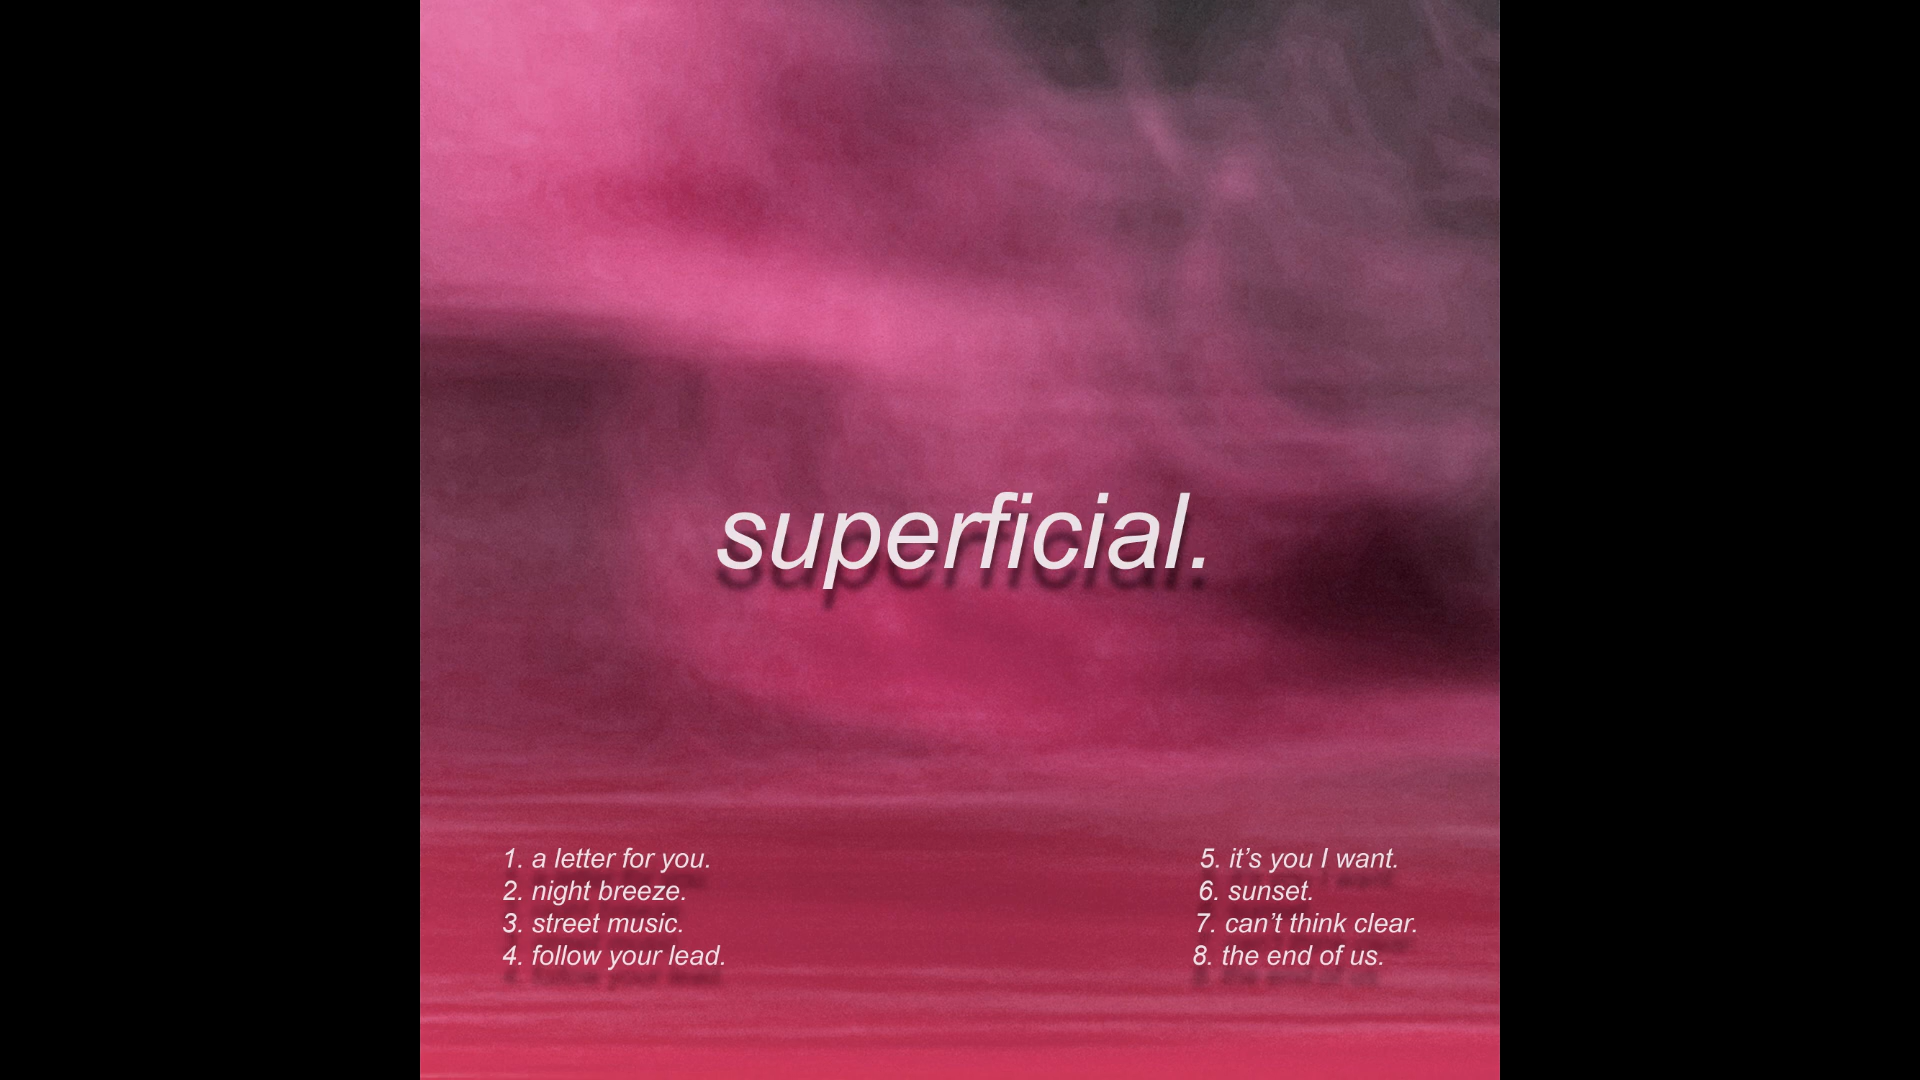 superficial.
1. a letter for you.
2. night breeze.
3. street music.
4. follow your lead.
5. it’s you I want.
6. sunset.
7. can’t think clear.
8. the end of us.